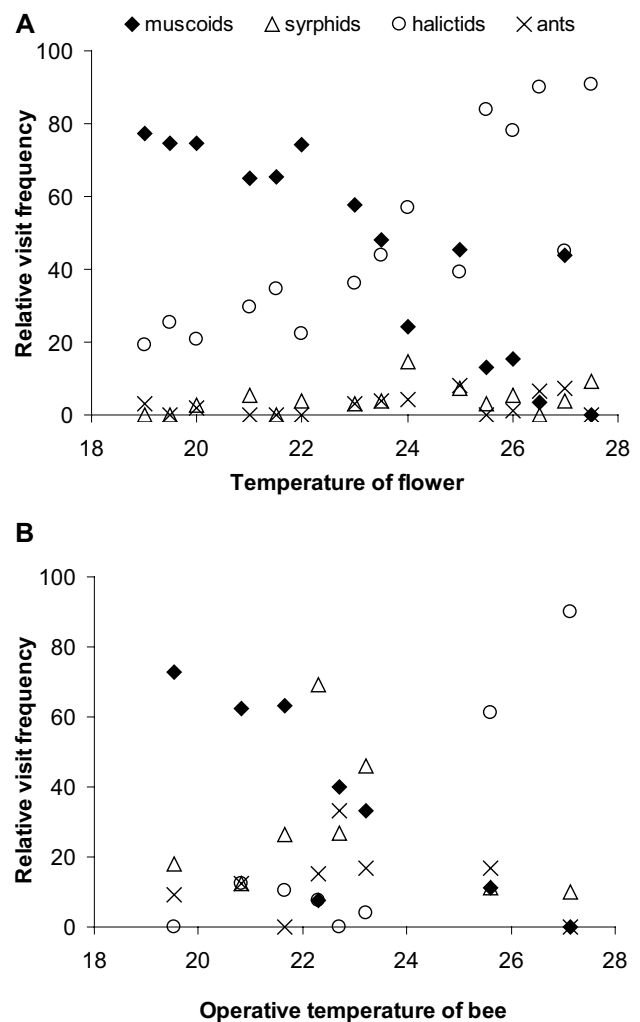 A
◆ muscoids △ syrphids ○ halictids × ants
Relative visit frequency
100
80
60
40
20
0
18 20 22 24 26 28
Temperature of flower
B
Relative visit frequency
100
80
60
40
20
0
18 20 22 24 26 28
Operative temperature of bee